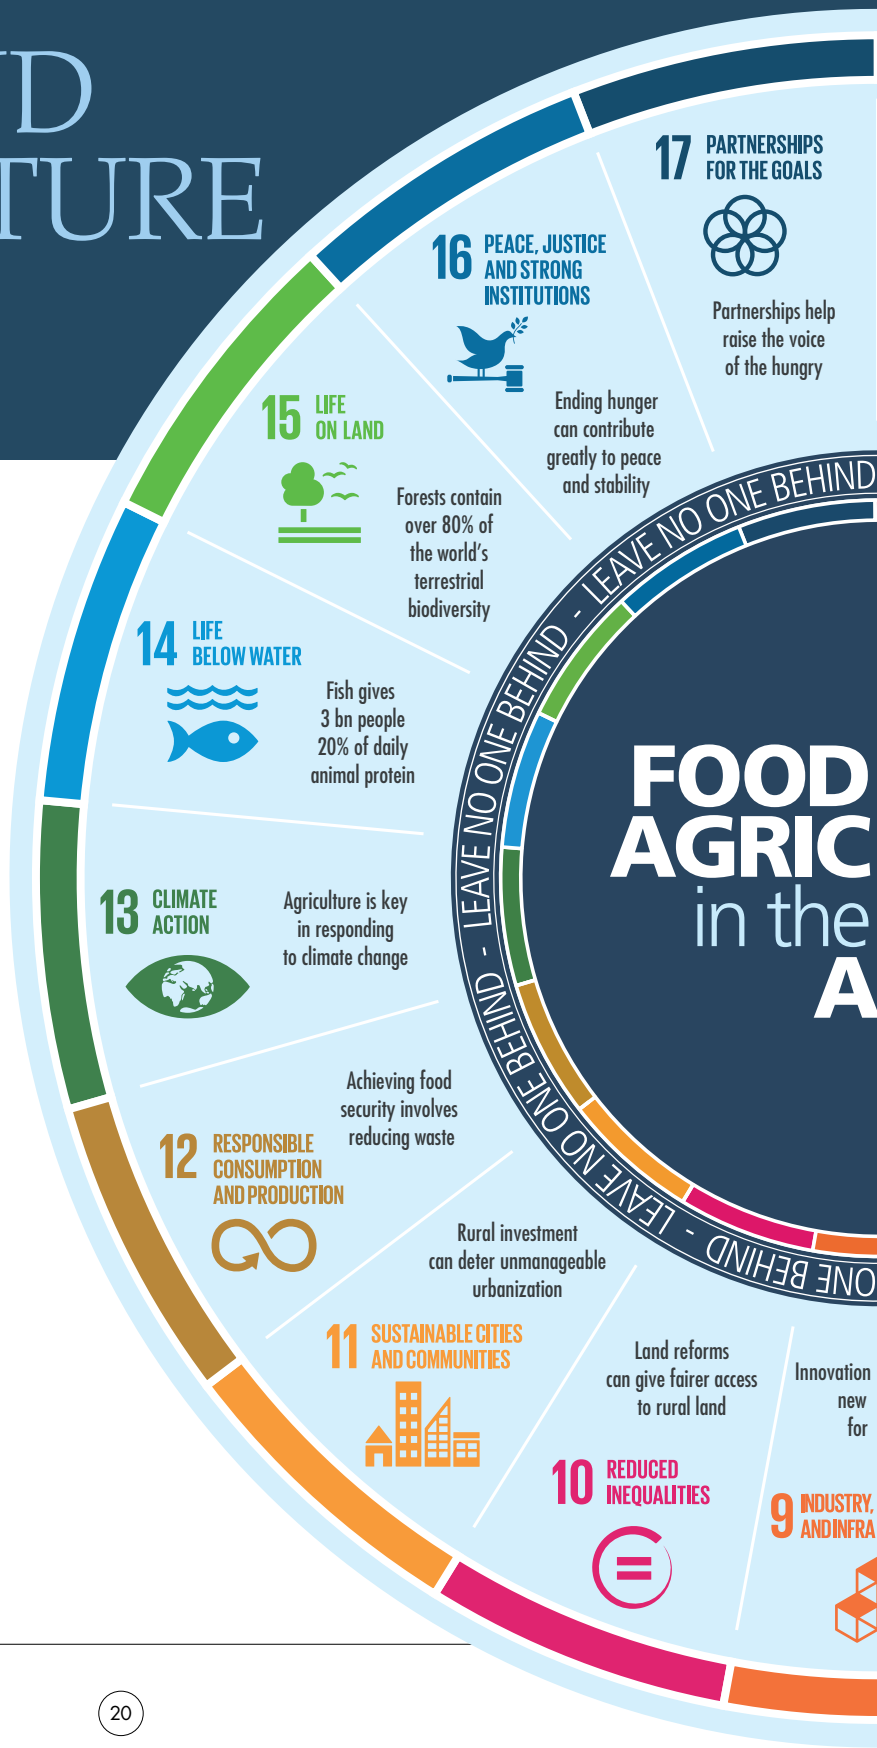 ND
TURE
17 PARTNERSHIPS
FOR THE GOALS
Partnerships help
raise the voice
of the hungry
16 PEACE, JUSTICE
AND STRONG
INSTITUTIONS
Ending hunger
can contribute
greatly to peace
and stability
15 LIFE
ON LAND
Forests contain
over 80% of
the world's
terrestrial
biodiversity
14 LIFE
BELOW WATER
Fish gives
3 bn people
20% of daily
animal protein
13 CLIMATE
ACTION
Agriculture is key
in responding
to climate change
12 RESPONSIBLE
CONSUMPTION
AND PRODUCTION
Achieving food
security involves
reducing waste
11 SUSTAINABLE CITIES
AND COMMUNITIES
Rural investment
can deter unmanageable
urbanization
10 REDUCED
INEQUALITIES
Land reforms
can give fairer access
to rural land
9 INDUSTRY,
AND INFRA
Innovation
new
for
ONE BEHIND - LEAVE NO ONE BEHIND - LEAVE NO ONE BEHIND - LEAVE NO ONE BEHIND
FOOD
AGRIC
in the
A
20